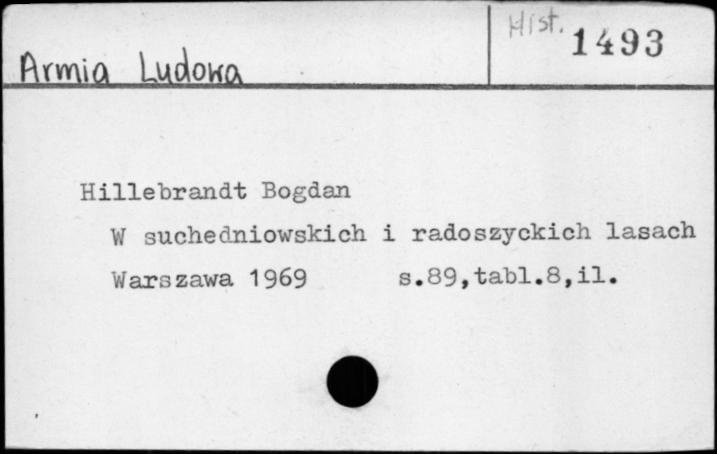 Hist. 1493
Armia Ludowa
Hillebrandt Bogdan
W suchedniowskich i radoszyckich lasach
Warszawa 1969 s.89,tabl.8,il.